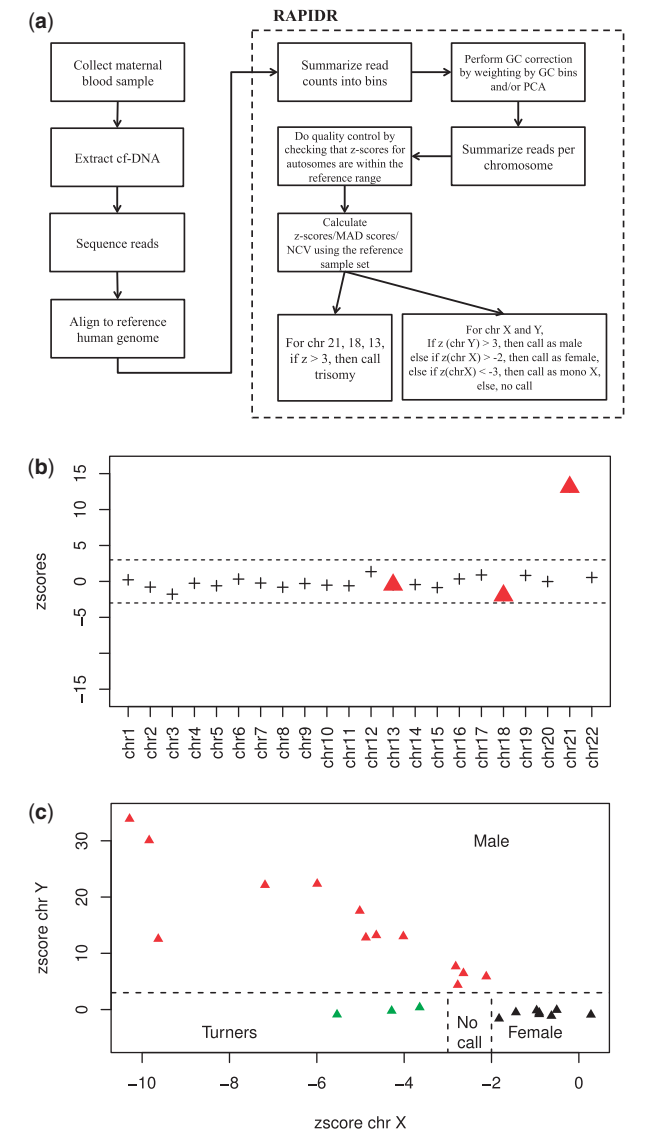 (a)
RAPIDR
Collect maternal
blood sample
Extract cf-DNA
Sequence reads
Align to reference
human genome
Summarize read
counts into bins
Perform GC correction
by weighting by GC bins
and/or PCA
Summarize reads per
chromosome
Do quality control by
checking that z-scores for
autosomes are within the
reference range
Calculate
z-scores/MAD scores/
NCV using the reference
sample set
For chr 21, 18, 13,
if z > 3, then call
trisomy
For chr X and Y,
If z (chr Y) > 3, then call as male
else if z(chr X) > -2, then call as female,
else if z(chrX) < -3, then call as mono X,
else, no call
(b)
zscores
15
10
5
0
−5
−15
chr1
chr2
chr3
chr4
chr5
chr6
chr7
chr8
chr9
chr10
chr11
chr12
chr13
chr14
chr15
chr16
chr17
chr18
chr19
chr20
chr21
chr22
(c)
zscore chr Y
30
20
10
0
Male
Turners
No
call
Female
−10
−8
−6
−4
−2
0
zscore chr X